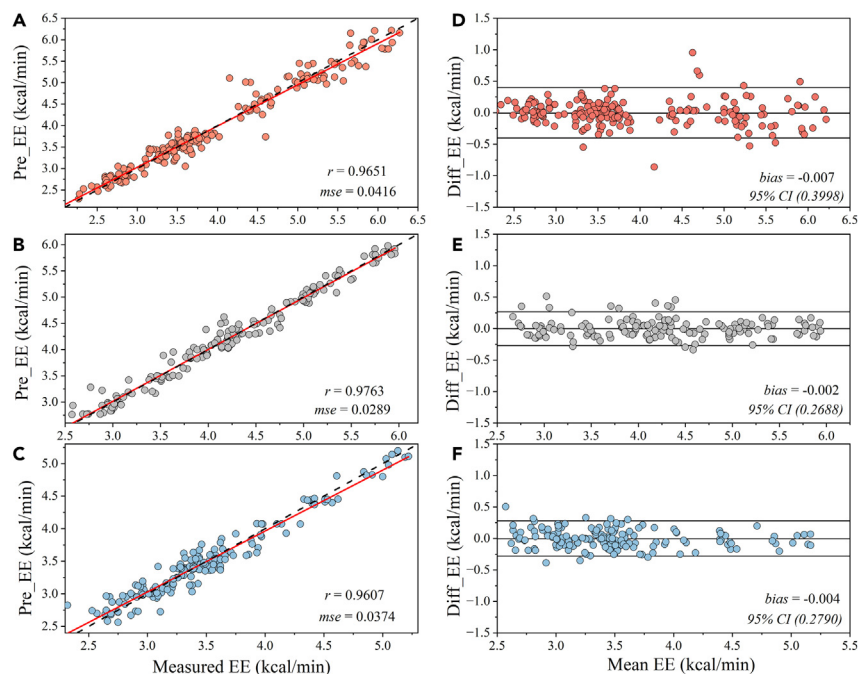 A
6.5
6.0
5.5
5.0
4.5
4.0
3.5
3.0
2.5
Pre_EE (kcal/min)
r = 0.9651
mse = 0.0416
2.5 3.0 3.5 4.0 4.5 5.0 5.5 6.0 6.5
D
1.5
1.0
0.5
0.0
-0.5
-1.0
-1.5
Diff_EE (kcal/min)
bias = -0.007
95% CI (0.3998)
2.5 3.0 3.5 4.0 4.5 5.0 5.5 6.0 6.5
B
6.0
5.5
5.0
4.5
4.0
3.5
3.0
Pre_EE (kcal/min)
r = 0.9763
mse = 0.0289
2.5 3.0 3.5 4.0 4.5 5.0 5.5 6.0
E
1.5
1.0
0.5
0.0
-0.5
-1.0
-1.5
Diff_EE (kcal/min)
bias = -0.002
95% CI (0.2688)
2.5 3.0 3.5 4.0 4.5 5.0 5.5 6.0
C
5.0
4.5
4.0
3.5
3.0
2.5
Pre_EE (kcal/min)
r = 0.9607
mse = 0.0374
2.5 3.0 3.5 4.0 4.5 5.0
Measured EE (kcal/min)
F
1.5
1.0
0.5
0.0
-0.5
-1.0
-1.5
Diff_EE (kcal/min)
bias = -0.004
95% CI (0.2790)
2.5 3.0 3.5 4.0 4.5 5.0 5.5
Mean EE (kcal/min)